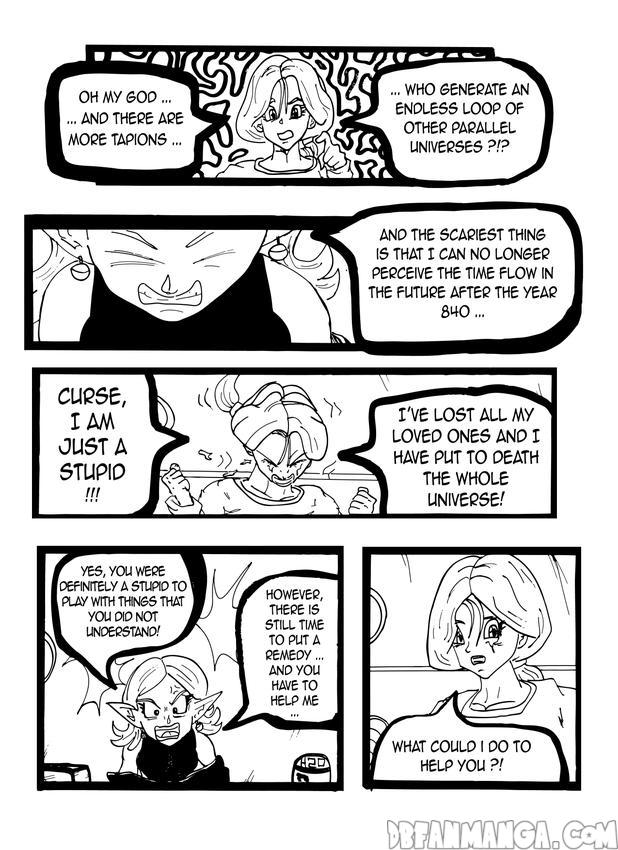 OH MY GOD ...
... AND THERE ARE
MORE TAPIONS ...
... WHO GENERATE AN
ENDLESS LOOP OF
OTHER PARALLEL
UNIVERSES ?!?
AND THE SCARIEST THING
IS THAT I CAN NO LONGER
PERCEIVE THE TIME FLOW IN
THE FUTURE AFTER THE YEAR
840 ...
CURSE,
I AM
JUST A
STUPID
!!!
I'VE LOST ALL MY
LOVED ONES AND I
HAVE PUT TO DEATH
THE WHOLE
UNIVERSE!
YES, YOU WERE
DEFINITELY A STUPID TO
PLAY WITH THINGS THAT
YOU DID NOT
UNDERSTAND!
HOWEVER,
THERE IS
STILL TIME
TO PUT A
REMEDY ...
AND YOU
HAVE TO
HELP ME
...
H2O
WHAT COULD I DO TO
HELP YOU ?!
DBFANMANGA.COM